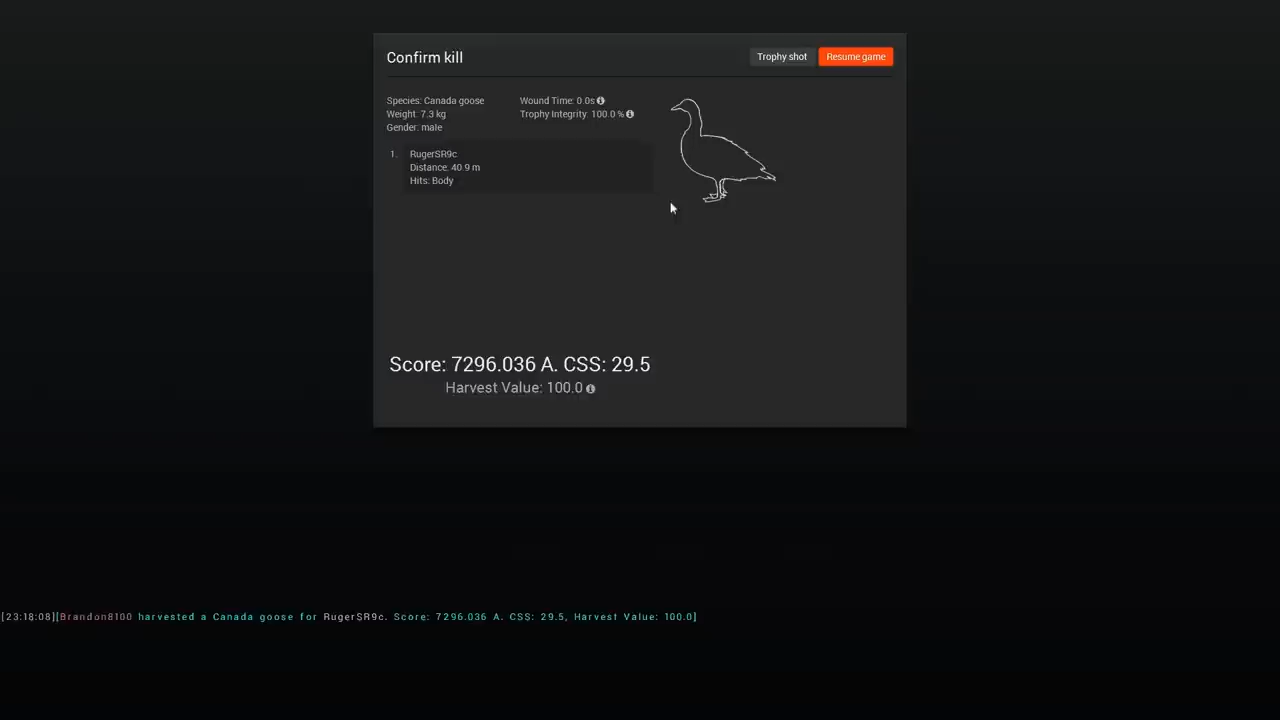 Confirm kill
Trophy shot
Resume game
Species: Canada goose
Weight: 7.3 kg
Gender: male
Wound Time: 0.0s
Trophy Integrity: 100.0 %
1.
RugerSR9c
Distance: 40.9 m
Hits: Body
Score: 7296.036 A. CSS: 29.5
Harvest Value: 100.0
[23:18:08][Brandon8100 harvested a Canada goose for RugerSR9c. Score: 7296.036 A. CSS: 29.5, Harvest Value: 100.0]